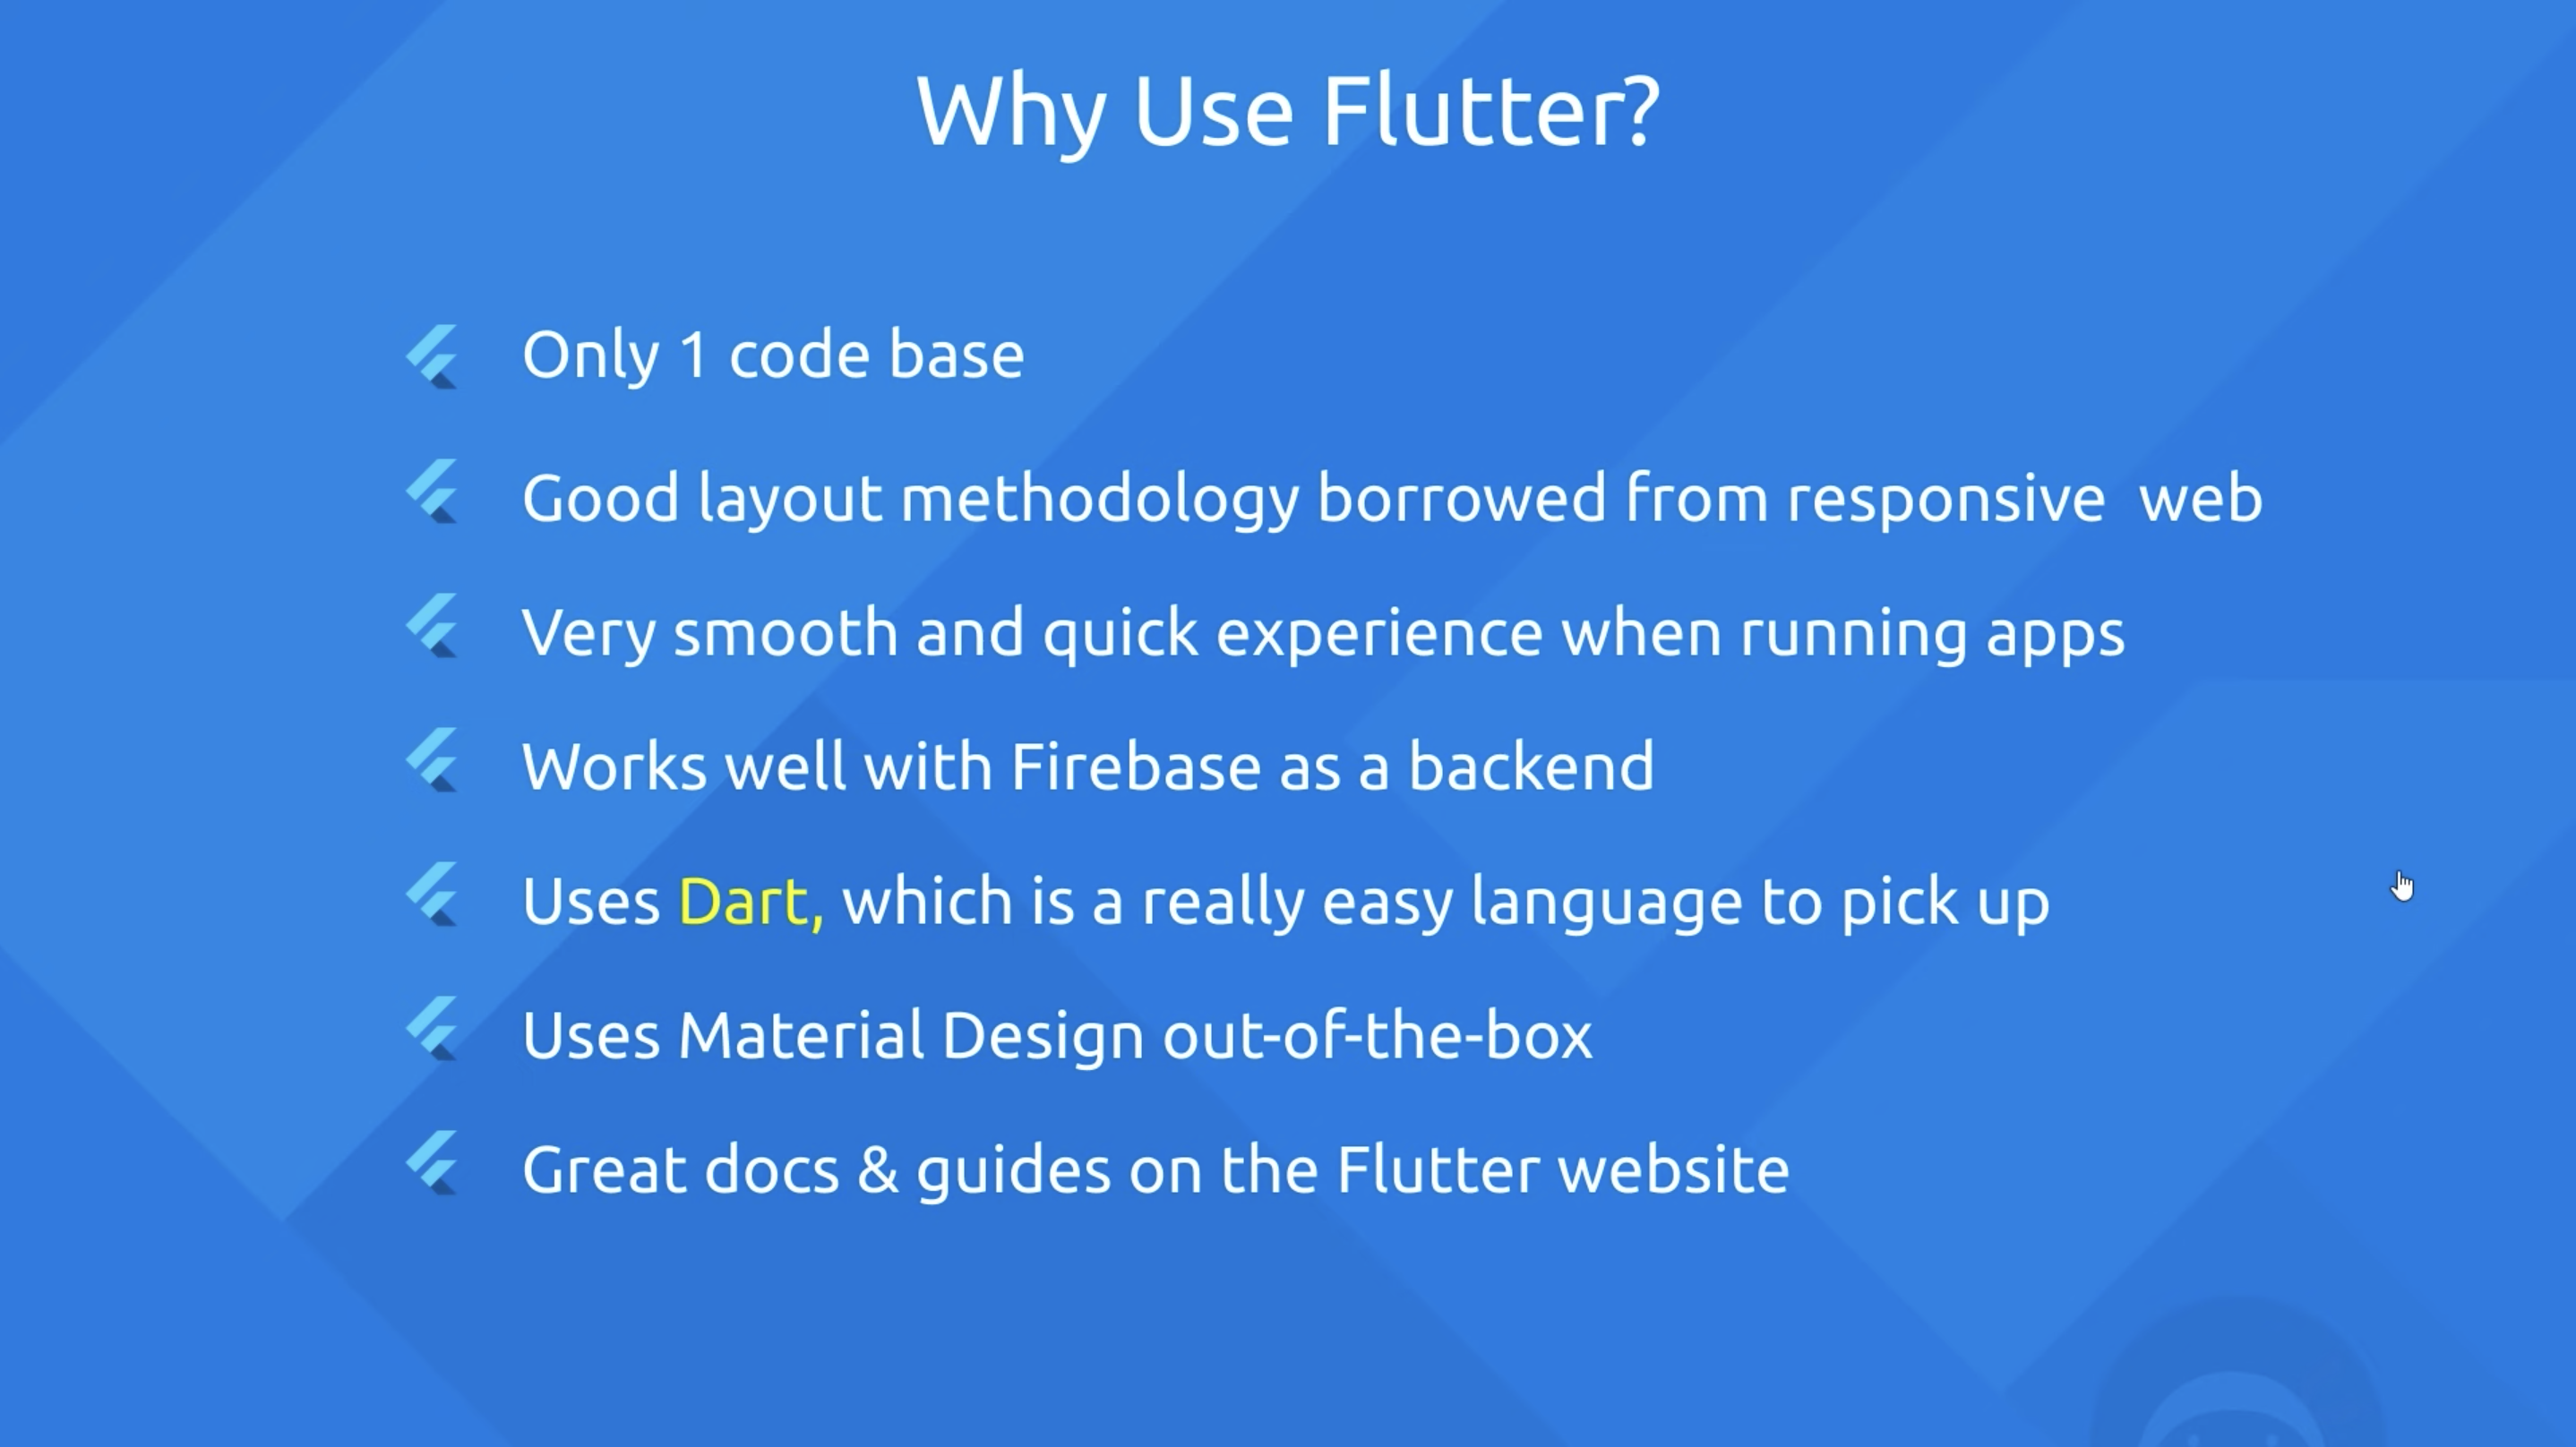 Why Use Flutter?
Only 1 code base
Good layout methodology borrowed from responsive  web
Very smooth and quick experience when running apps
Works well with Firebase as a backend
Uses Dart, which is a really easy language to pick up
Uses Material Design out-of-the-box
Great docs & guides on the Flutter website